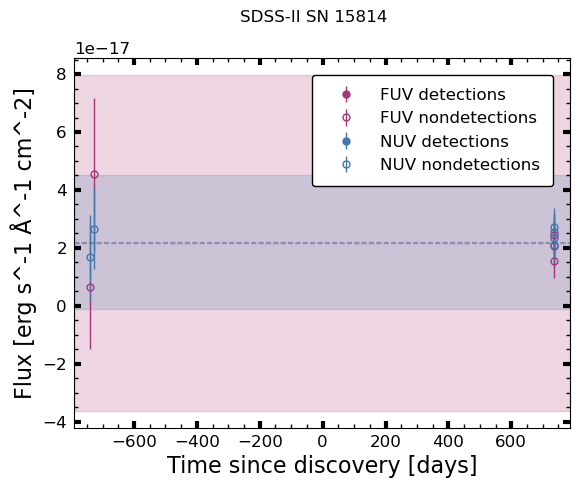 SDSS-II SN 15814
1e−17
8
6
4
2
0
−2
−4
Flux [erg s^-1 Å^-1 cm^-2]
FUV detections
FUV nondetections
NUV detections
NUV nondetections
−600 −400 −200 0 200 400 600
Time since discovery [days]